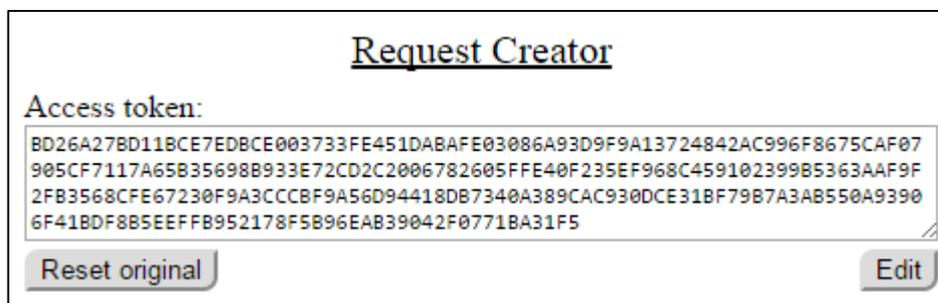 Request Creator
Access token:
BD26A27BD11BCE7EDBCE003733FE451DABAFE03086A93D9F9A13724842AC996F8675CAF07
905CF7117A65B35698B933E72CD2C2006782605FFE40F235EF968C459102399B5363AAF9F
2FB3568CFE67230F9A3CCCBF9A56D94418DB7340A389CAC930DCE31BF79B7A3AB550A9390
6F41BDF8B5EEFFB952178F5B96EAB39042F0771BA31F5
Reset original Edit